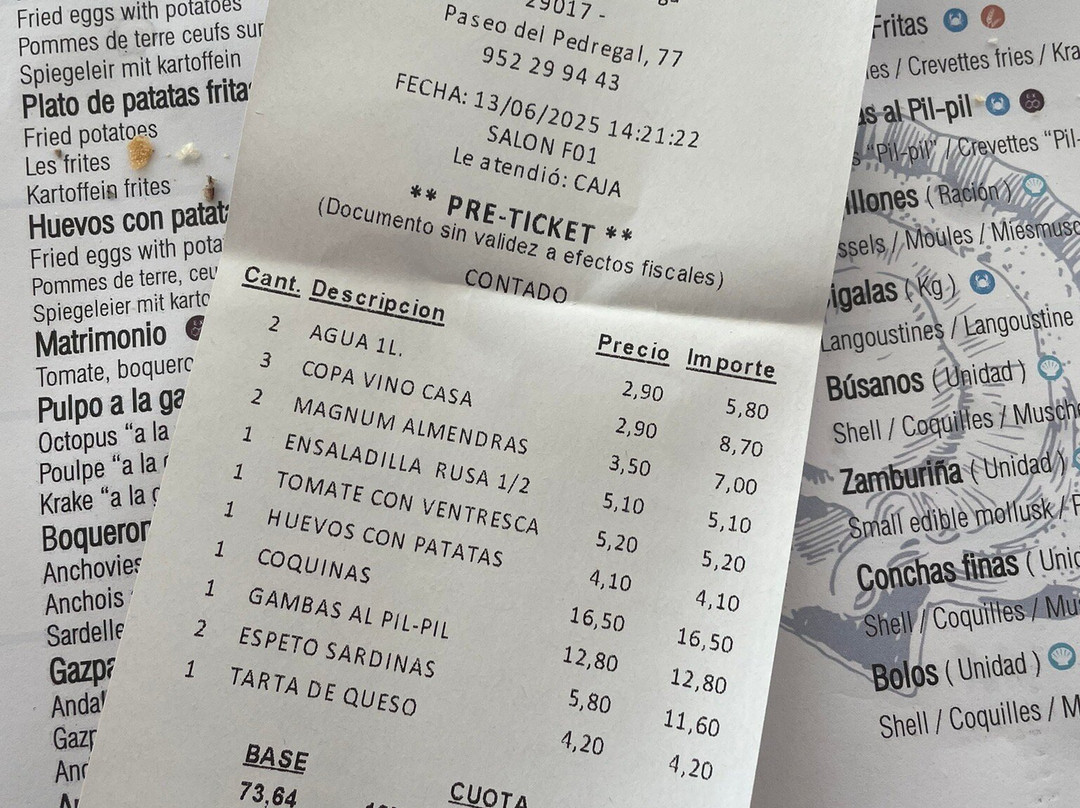 Fried eggs with potatoes
Pommes de terre ceufs sur
Spiegeleir mit kartoffein
Plato de patatas frita
Fried potatoes
Les frites
Kartoffein frites
Huevos con patat
Fried eggs with pota
Pommes de terre, ceu
Spiegeleier mit karto
Matrimonio
Tomate, boquero
Pulpo a la ga
Octopus "a la
Poulpe "a la
Krake "a la g
Boqueron
Anchovies
Anchois
Sardelle
Gazpa
Anda
Gazp
And
29017 -
Paseo del Pedregal, 77
952 29 94 43
FECHA: 13/06/2025 14:21:22
SALON F01
Le atendió: CAJA
** PRE-TICKET **
(Documento sin validez a efectos fiscales)
CONTADO
Cant. Descripcion Precio Importe
2 AGUA 1L. 2,90 5,80
3 COPA VINO CASA 2,90 8,70
2 MAGNUM ALMENDRAS 3,50 7,00
1 ENSALADILLA RUSA 1/2 5,10 5,10
1 TOMATE CON VENTRESCA 5,20 5,20
1 HUEVOS CON PATATAS 4,10 4,10
1 COQUINAS 16,50 16,50
1 GAMBAS AL PIL-PIL 12,80 12,80
2 ESPETO SARDINAS 5,80 11,60
1 TARTA DE QUESO 4,20 4,20
BASE CUOTA
73,64
Fritas
les / Crevettes fries / Kra
as al Pil-pil
s "Pil-pil" / Crevettes "Pil-
illones ( Ración )
ssels / Moules / Miesmusc
igalas ( Kg )
Langoustines / Langoustine
Búsanos ( Unidad )
Shell / Coquilles / Musch
Zamburiña ( Unidad )
Small edible mollusk / P
Conchas finas ( Unid
Shell / Coquilles / Mu
Bolos ( Unidad )
Shell / Coquilles / M